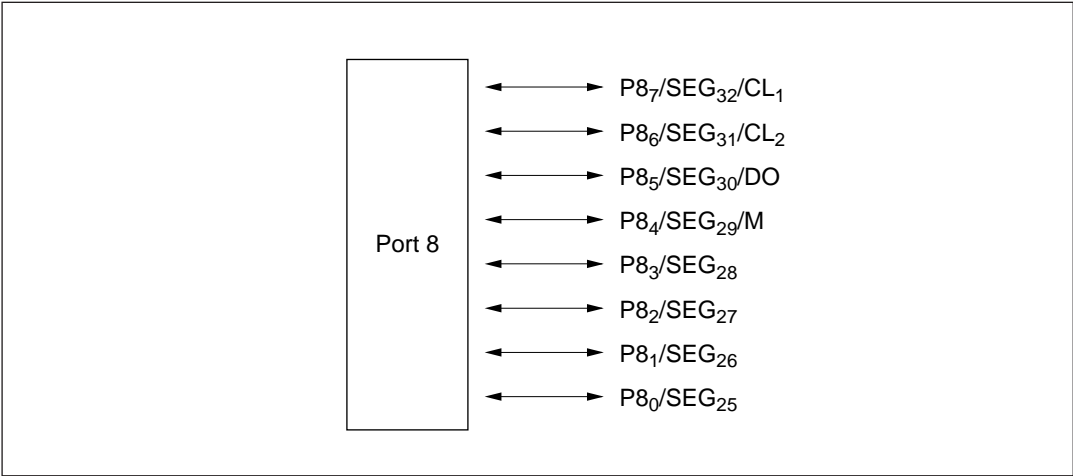 P8₇/SEG₃₂/CL₁
P8₆/SEG₃₁/CL₂
P8₅/SEG₃₀/DO
P8₄/SEG₂₉/M
Port 8
P8₃/SEG₂₈
P8₂/SEG₂₇
P8₁/SEG₂₆
P8₀/SEG₂₅